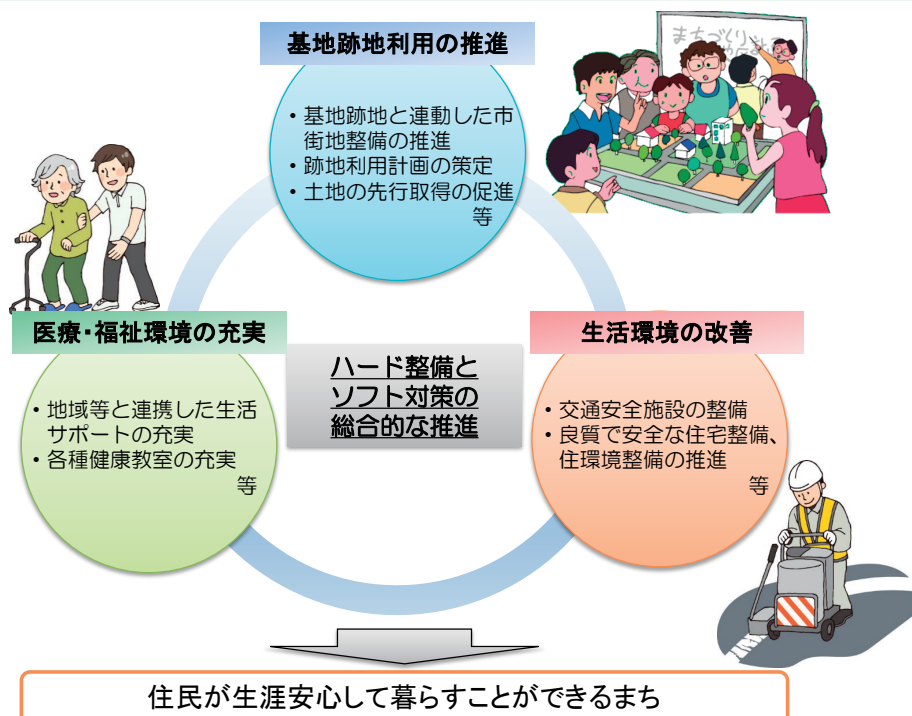 基地跡地利用の推進
・基地跡地と連動した市
街地整備の推進
・跡地利用計画の策定
・土地の先行取得の促進
等
まちづくり
医療・福祉環境の充実
・地域等と連携した生活
サポートの充実
・各種健康教室の充実
等
ハード整備と
ソフト対策の
総合的な推進
生活環境の改善
・交通安全施設の整備
・良質で安全な住宅整備、
住環境整備の推進
等
住民が生涯安心して暮らすことができるまち